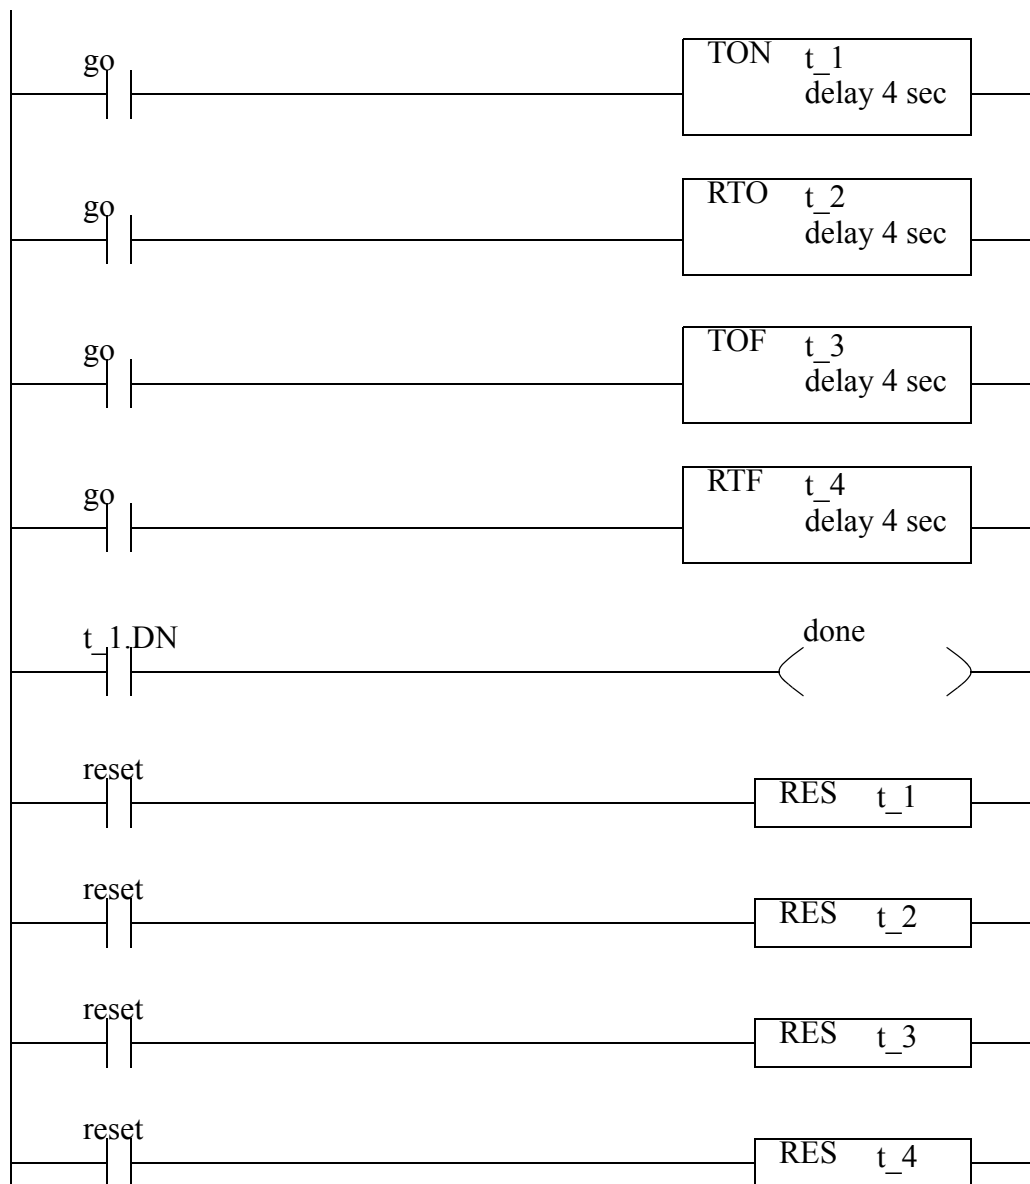 go
TON t_1
delay 4 sec
go
RTO t_2
delay 4 sec
go
TOF t_3
delay 4 sec
go
RTF t_4
delay 4 sec
t_1.DN
done
reset
RES t_1
reset
RES t_2
reset
RES t_3
reset
RES t_4